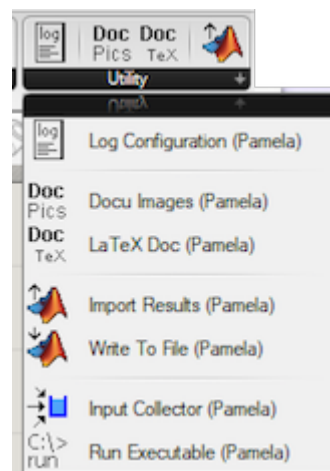 log
Doc Doc
Pics TeX
Utility
Utility
log
Log Configuration (Pamela)
Doc
Pics
Docu Images (Pamela)
Doc
TeX
LaTeX Doc (Pamela)
Import Results (Pamela)
Write To File (Pamela)
Input Collector (Pamela)
C:\>
run
Run Executable (Pamela)